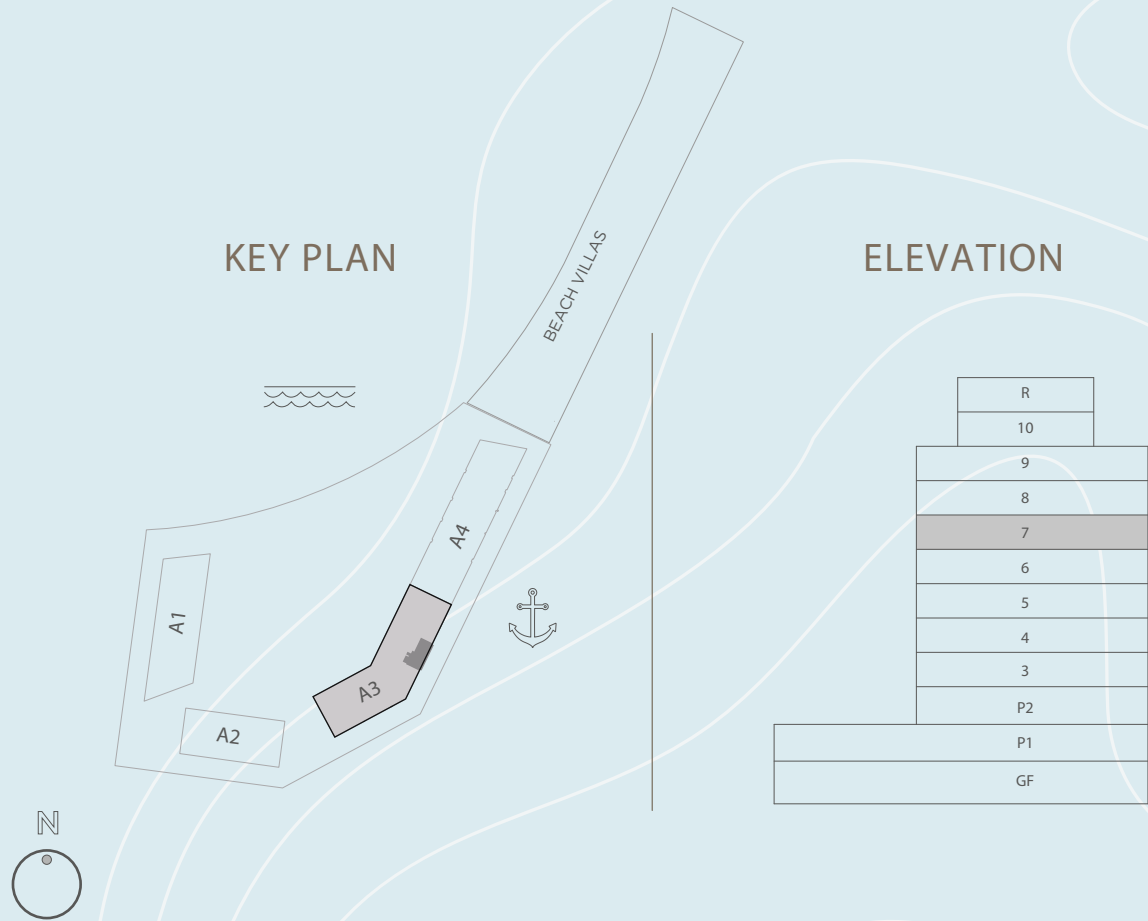 KEY PLAN
BEACH VILLAS
A4
A1
A3
A2
N
ELEVATION
R
10
9
8
7
6
5
4
3
P2
P1
GF